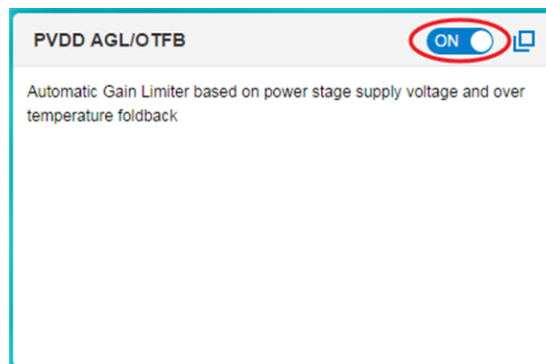 PVDD AGL/OTFB
ON
Automatic Gain Limiter based on power stage supply voltage and over
temperature foldback